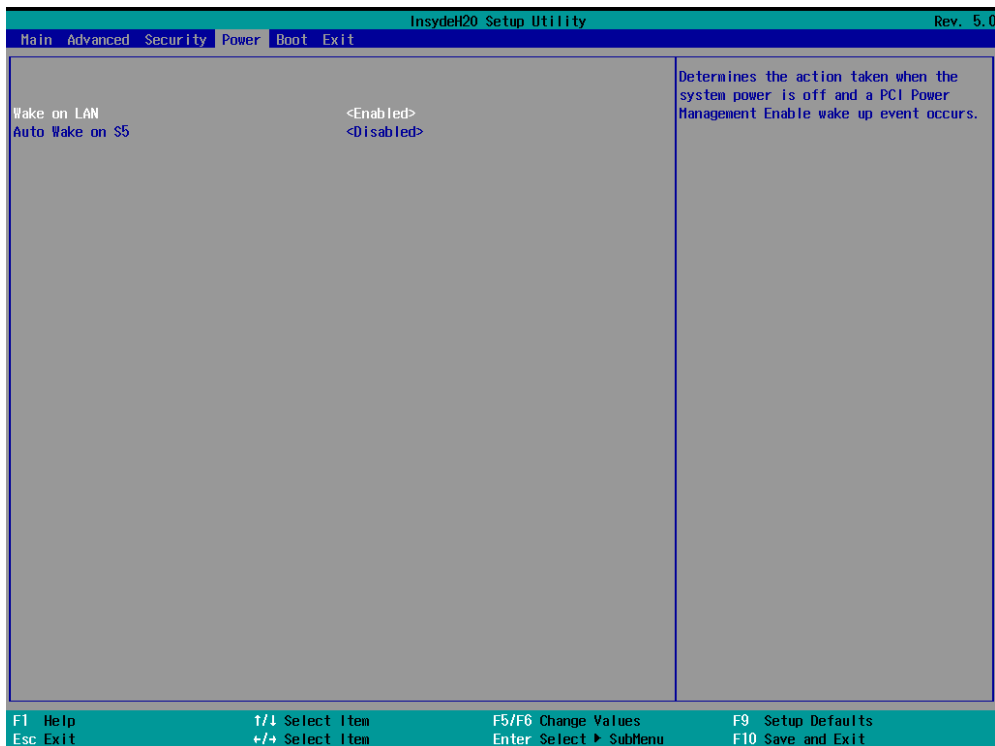 InsydeH20 Setup Utility Rev. 5.0
Main Advanced Security Power Boot Exit
Wake on LAN <Enabled>
Auto Wake on S5 <Disabled>
Determines the action taken when the
system power is off and a PCI Power
Management Enable wake up event occurs.
F1 Help ↑/↓ Select Item F5/F6 Change Values F9 Setup Defaults
Esc Exit ←/→ Select Item Enter Select ▶ SubMenu F10 Save and Exit